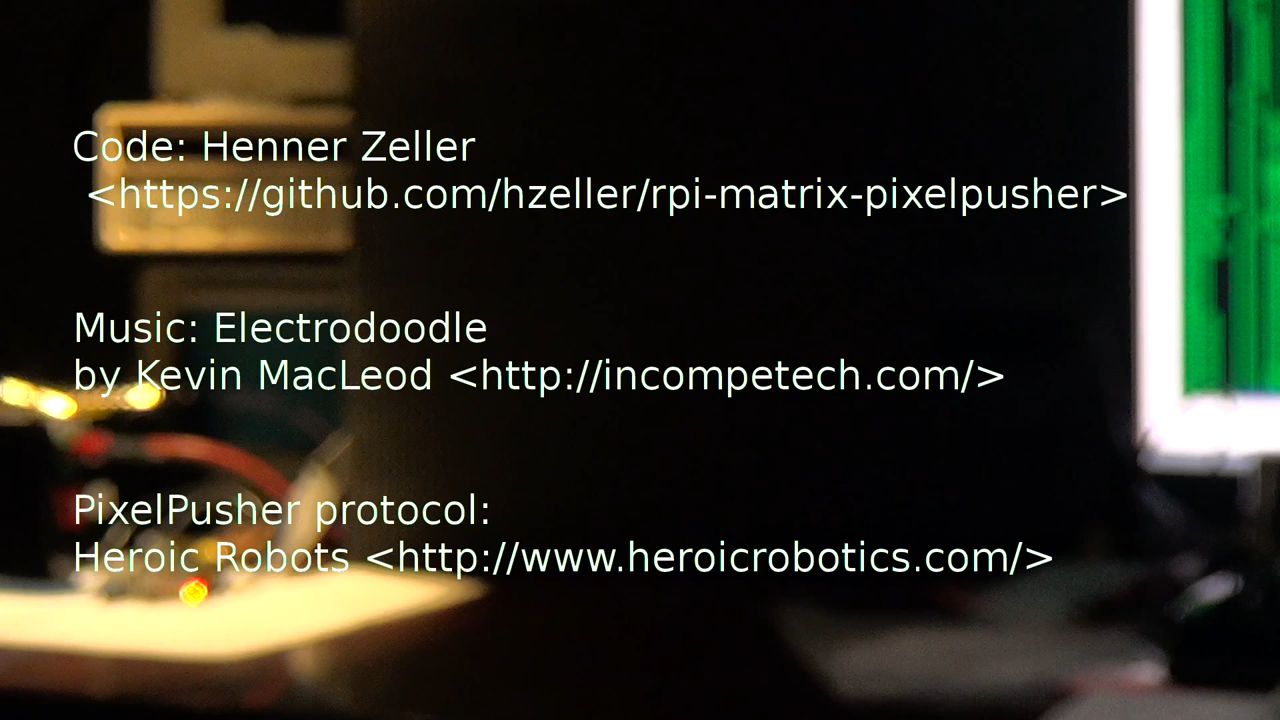 Code: Henner Zeller
<https://github.com/hzeller/rpi-matrix-pixelpusher>
Music: Electrodoodle
by Kevin MacLeod <http://incompetech.com/>
PixelPusher protocol:
Heroic Robots <http://www.heroicrobotics.com/>